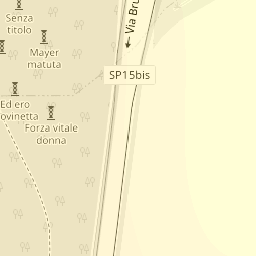 Senza
titolo
Mayer
matuta
Via Bru
SP15bis
Ed ero
ovinetta
Forza vitale
donna